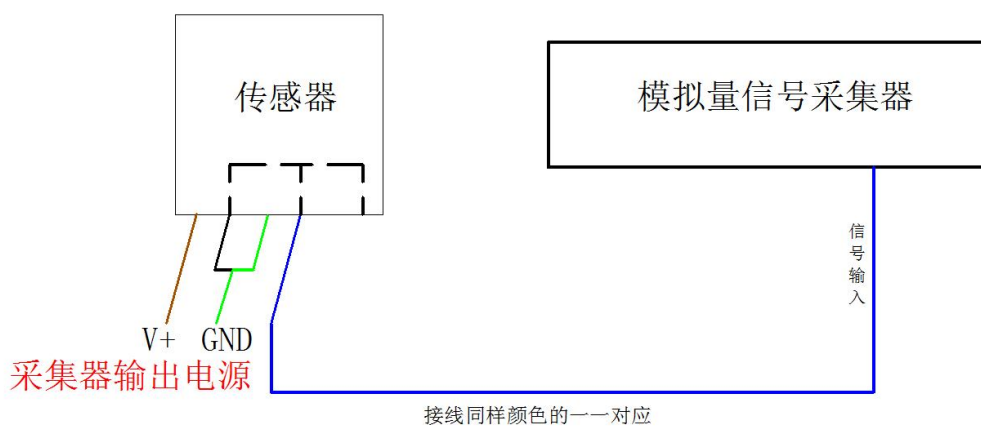 传感器
模拟量信号采集器
信号输入
V+ GND
采集器输出电源
接线同样颜色的一一对应